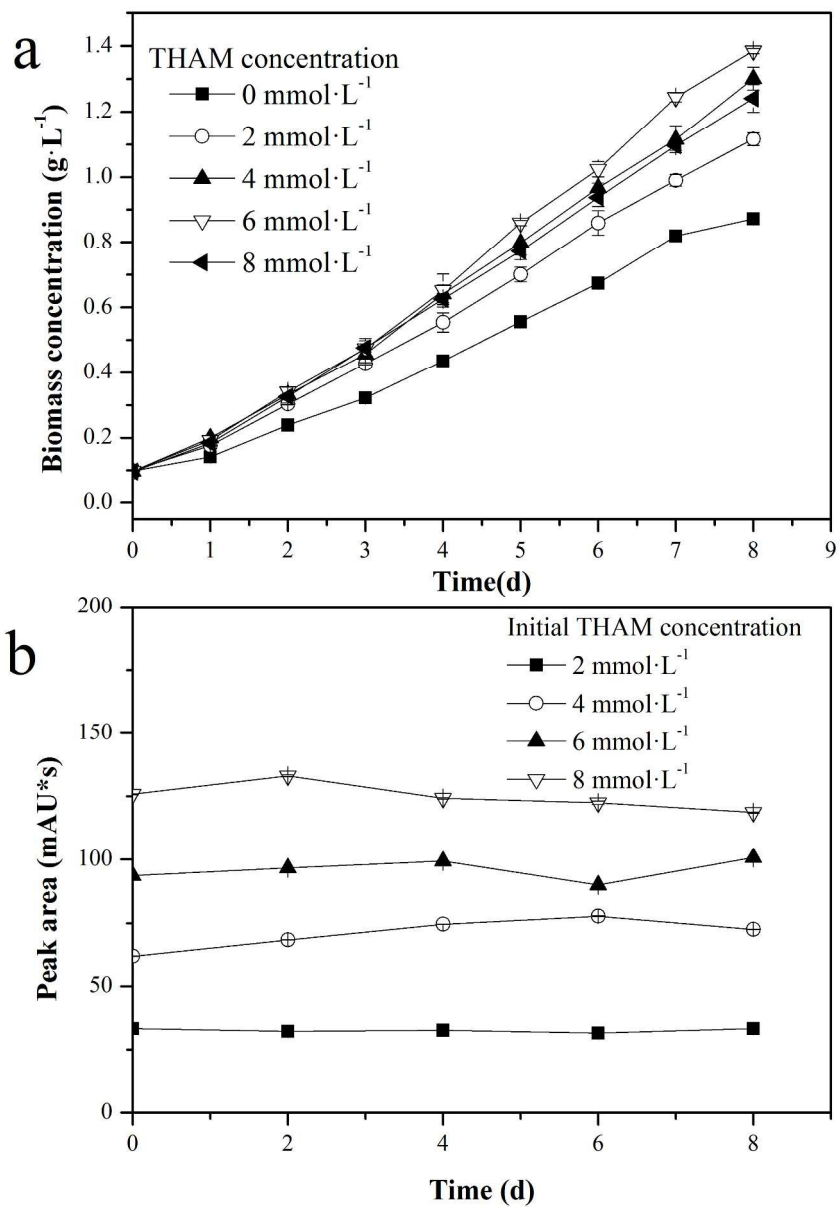 a
THAM concentration
0 mmol·L⁻¹
2 mmol·L⁻¹
4 mmol·L⁻¹
6 mmol·L⁻¹
8 mmol·L⁻¹
Biomass concentration (g·L⁻¹)
1.4
1.2
1.0
0.8
0.6
0.4
0.2
0.0
0 1 2 3 4 5 6 7 8 9
Time(d)
b
Initial THAM concentration
2 mmol·L⁻¹
4 mmol·L⁻¹
6 mmol·L⁻¹
8 mmol·L⁻¹
Peak area (mAU*s)
200
150
100
50
0
0 2 4 6 8
Time (d)